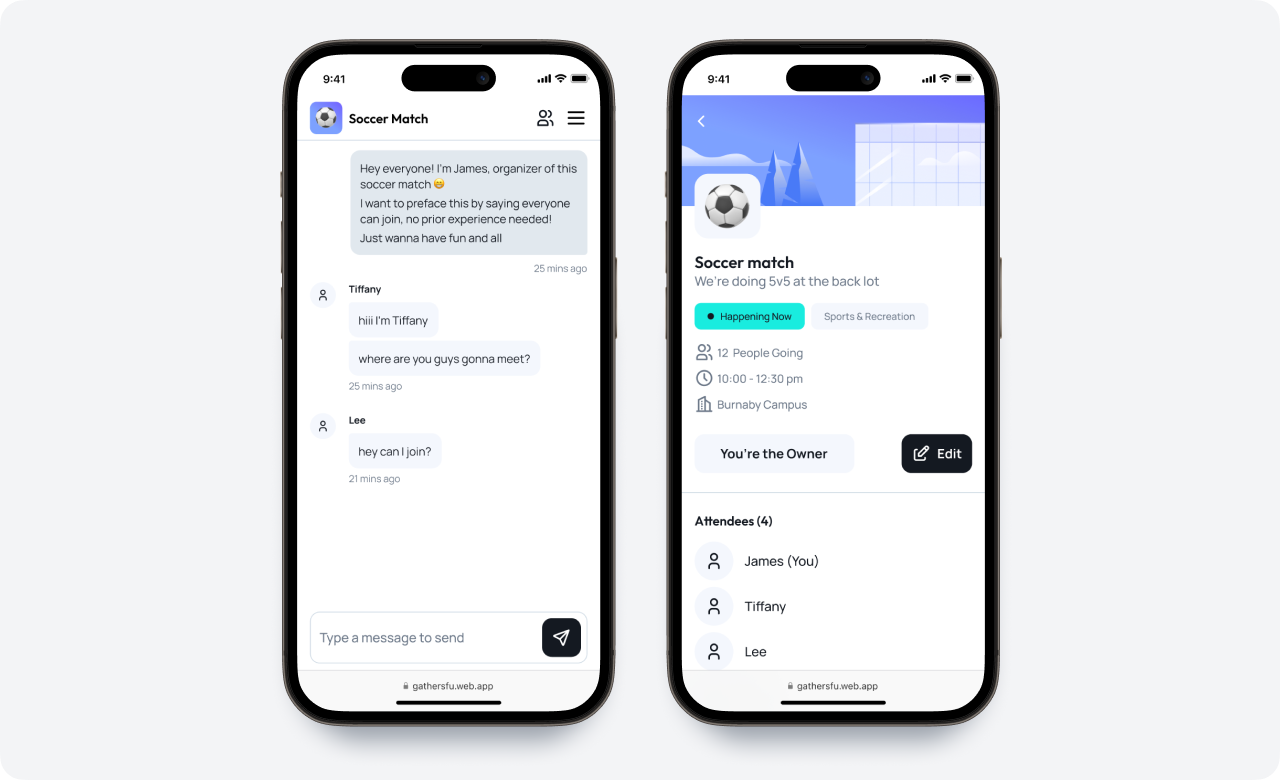 9:41
Soccer Match
Hey everyone! I'm James, organizer of this
soccer match 😁
I want to preface this by saying everyone
can join, no prior experience needed!
Just wanna have fun and all
25 mins ago
Tiffany
hiii I'm Tiffany
where are you guys gonna meet?
25 mins ago
Lee
hey can I join?
21 mins ago
Type a message to send
gathersfu.web.app
9:41
Soccer match
We're doing 5v5 at the back lot
Happening Now
Sports & Recreation
12 People Going
10:00 - 12:30 pm
Burnaby Campus
You're the Owner
Edit
Attendees (4)
James (You)
Tiffany
Lee
gathersfu.web.app